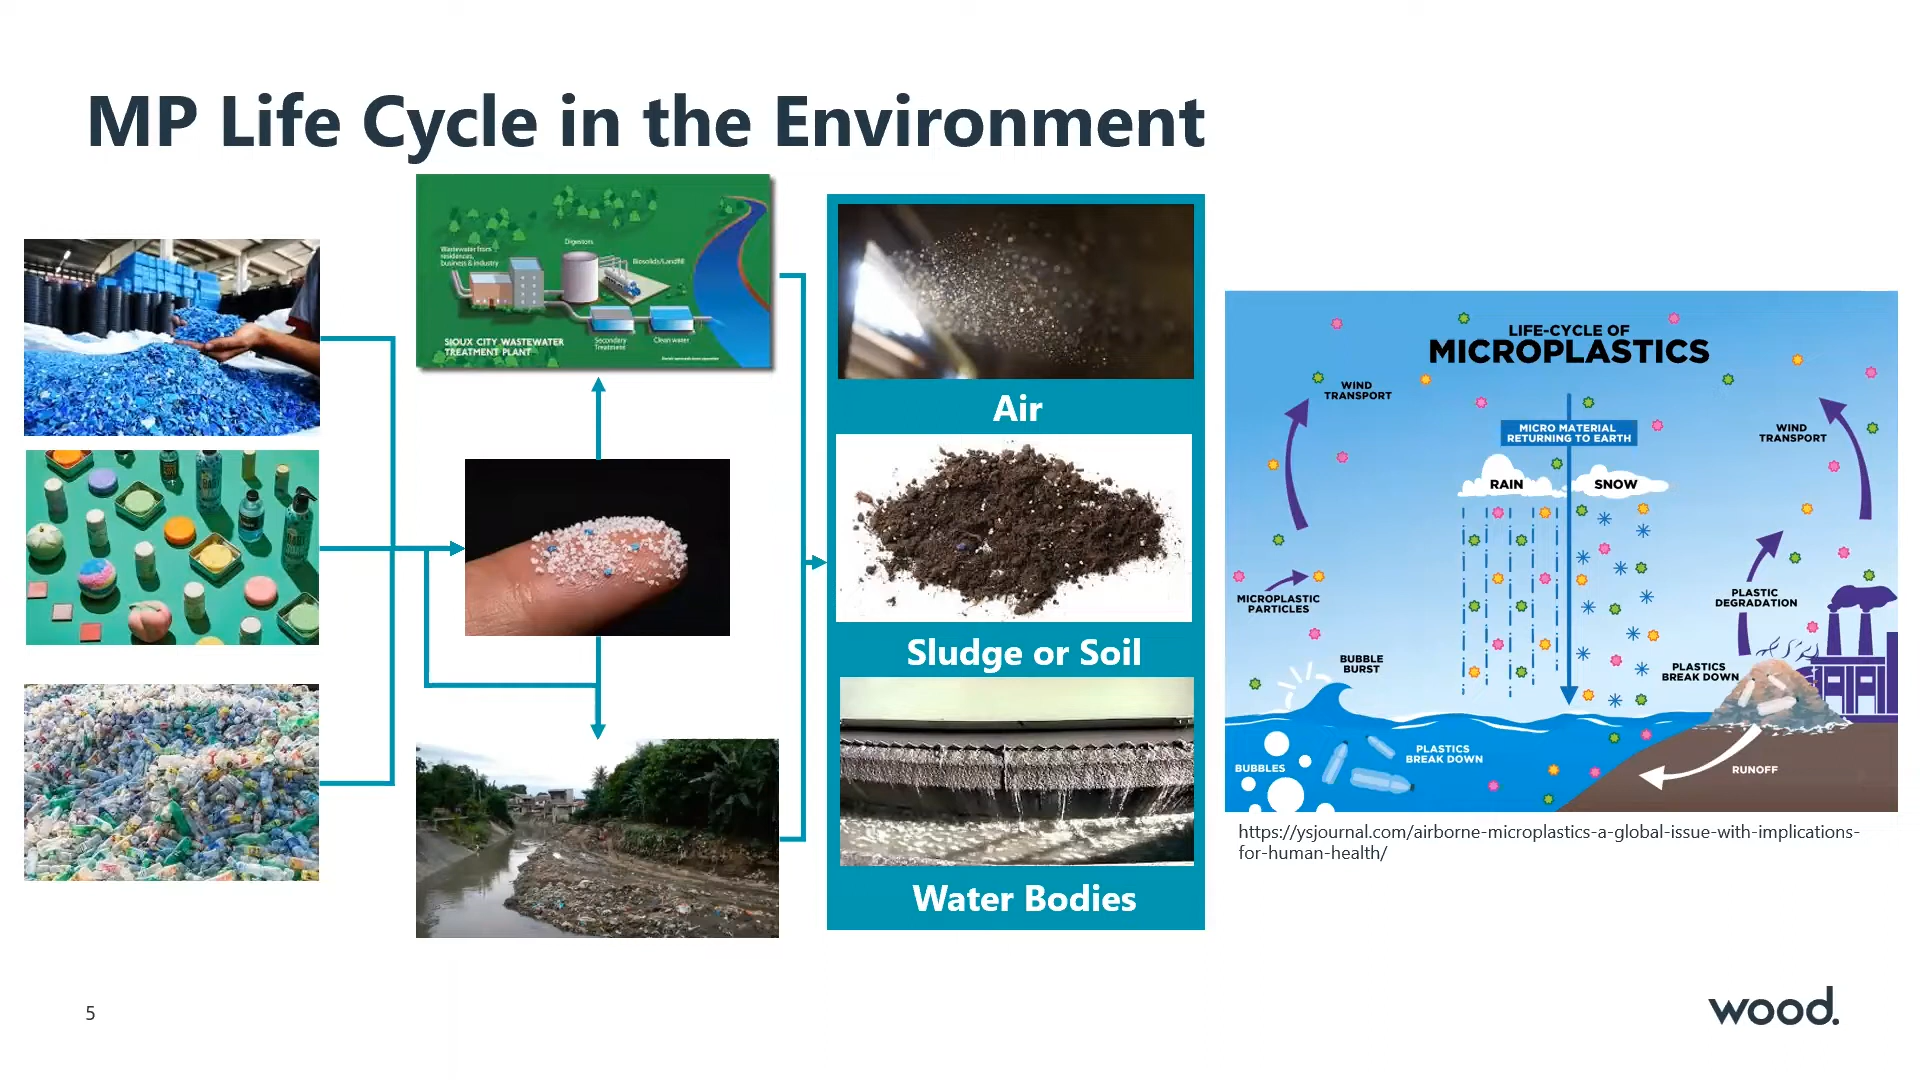 MP Life Cycle in the Environment
Wastewater from
residences,
business & industry
Digestors
Biosolids/Landfill
Secondary
Treatment
Clean water
SIOUX CITY WASTEWATER
TREATMENT PLANT
Air
Sludge or Soil
Water Bodies
LIFE-CYCLE OF
MICROPLASTICS
WIND
TRANSPORT
MICRO MATERIAL
RETURNING TO EARTH
WIND
TRANSPORT
RAIN
SNOW
MICROPLASTIC
PARTICLES
PLASTIC
DEGRADATION
BUBBLE
BURST
PLASTICS
BREAK DOWN
PLASTICS
BREAK DOWN
BUBBLES
RUNOFF
https://ysjournal.com/airborne-microplastics-a-global-issue-with-implications-
for-human-health/
5
wood.